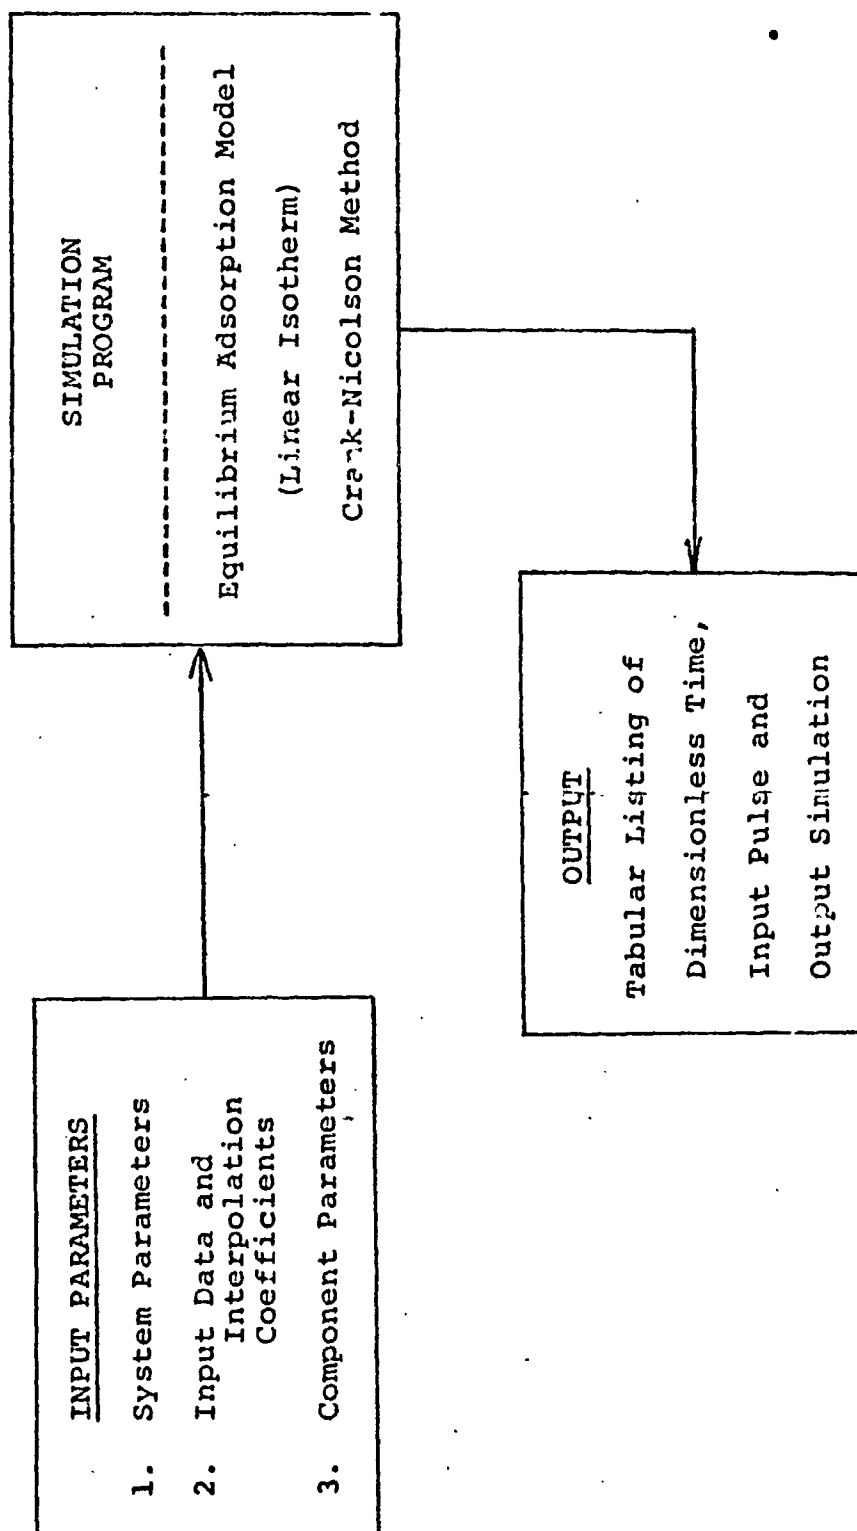 INPUT PARAMETERS
1. System Parameters
2. Input Data and
Interpolation
Coefficients
3. Component Parameters
SIMULATION
PROGRAM
Equilibrium Adsorption Model
(Linear Isotherm)
Crank-Nicolson Method
OUTPUT
Tabular Listing of
Dimensionless Time,
Input Pulse and
Output Simulation